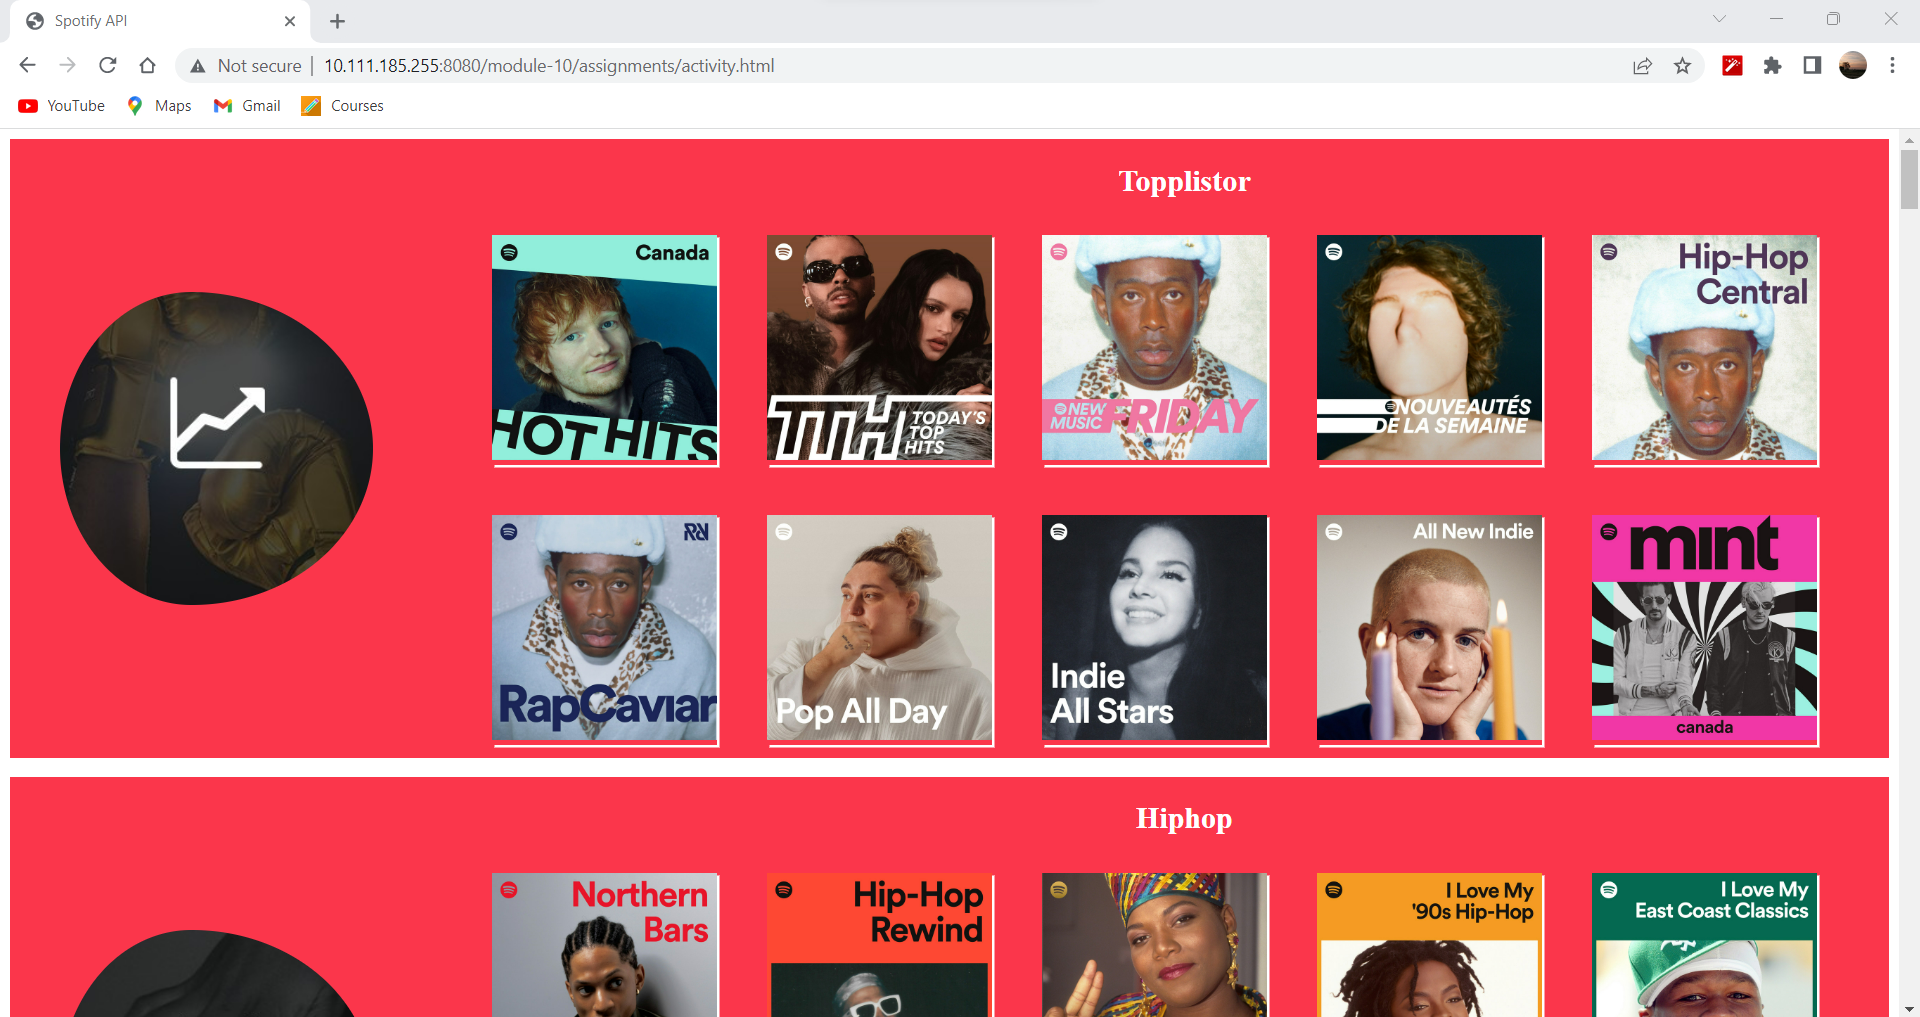 Spotify API
Not secure
10.111.185.255:8080/module-10/assignments/activity.html
YouTube
Maps
Gmail
Courses
Topplistor
Canada
HOT HITS
TTH TODAY'S
TOP
HITS
NEW
MUSIC FRIDAY
NOUVEAUTÉS
DE LA SEMAINE
Hip-Hop
Central
RapCaviar
Pop All Day
Indie
All Stars
All New Indie
mint
canada
Hiphop
Northern
Bars
Hip-Hop
Rewind
I Love My
'90s Hip-Hop
I Love My
East Coast Classics